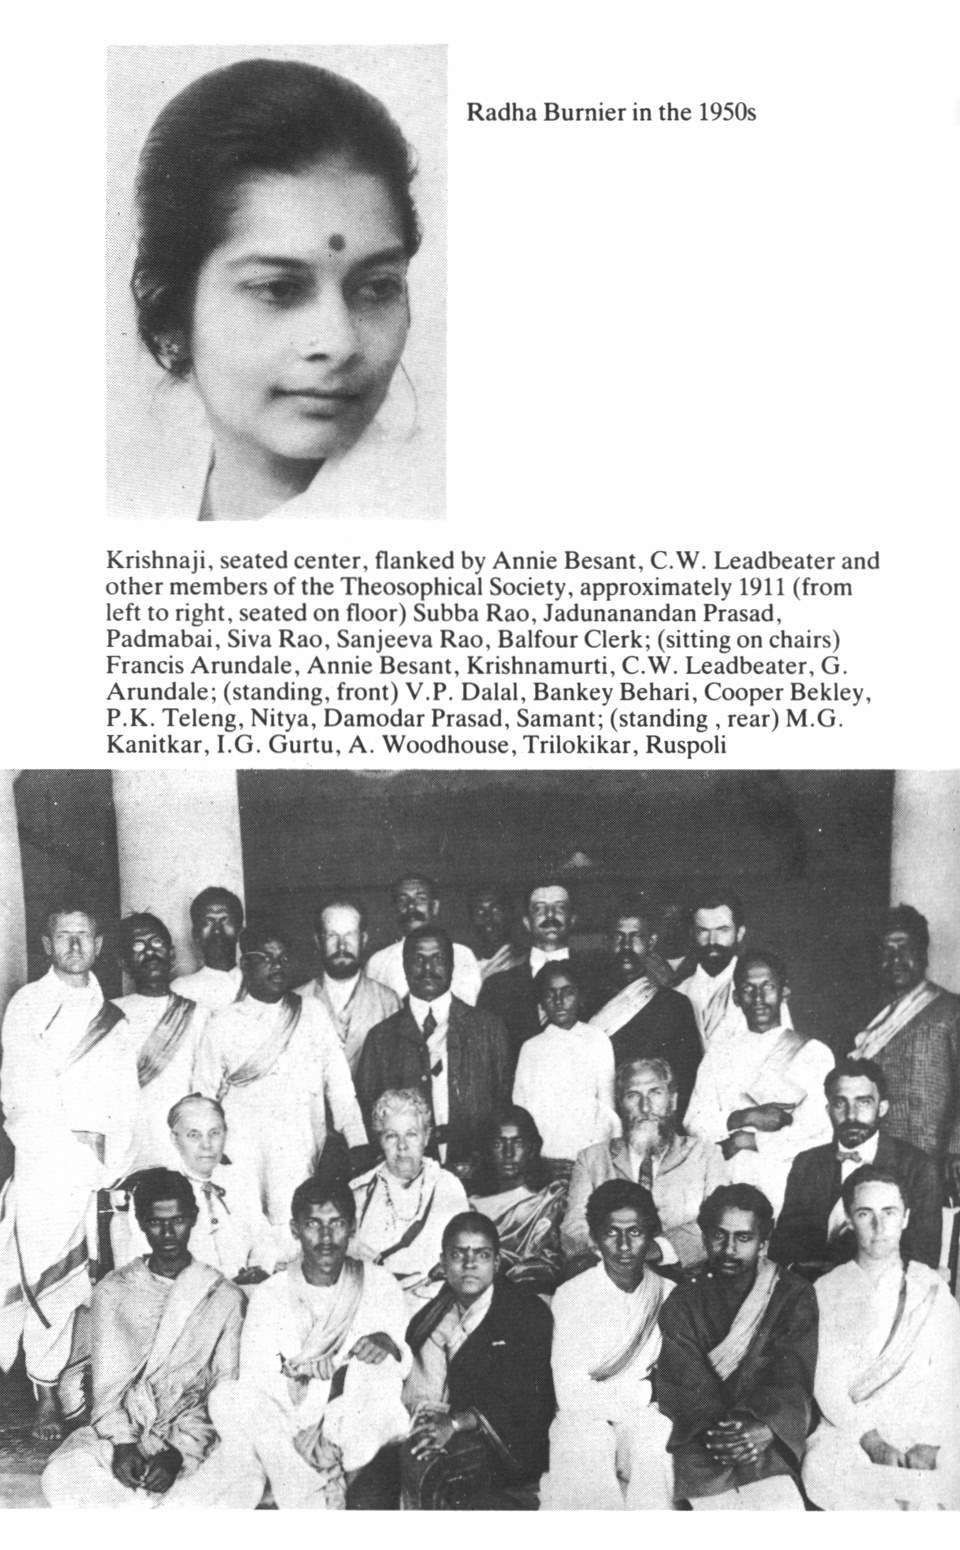 Radha Burnier in the 1950s
Krishnaji, seated center, flanked by Annie Besant, C.W. Leadbeater and
other members of the Theosophical Society, approximately 1911 (from
left to right, seated on floor) Subba Rao, Jadunanandan Prasad,
Padmabai, Siva Rao, Sanjeeva Rao, Balfour Clerk; (sitting on chairs)
Francis Arundale, Annie Besant, Krishnamurti, C.W. Leadbeater, G.
Arundale; (standing, front) V.P. Dalal, Bankey Behari, Cooper Bekley,
P.K. Teleng, Nitya, Damodar Prasad, Samant; (standing , rear) M.G.
Kanitkar, I.G. Gurtu, A. Woodhouse, Trilokikar, Ruspoli